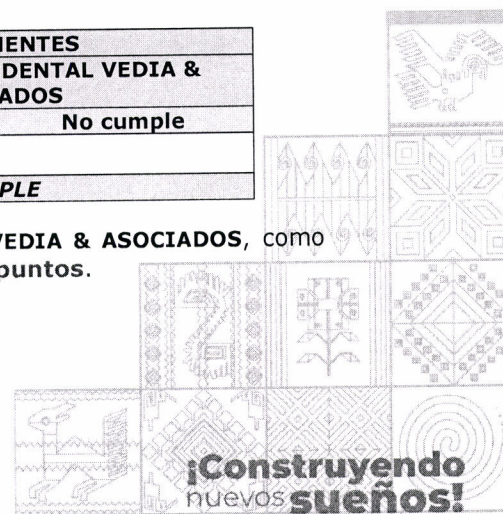 IENTES
DENTAL VEDIA &
ADOS
No cumple
PLE
VEDIA & ASOCIADOS, como
puntos.
¡Construyendo
nuevos sueños!